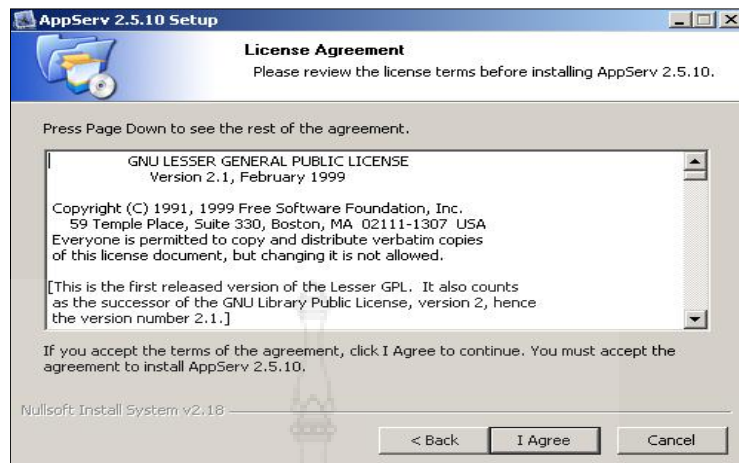 AppServ 2.5.10 Setup
License Agreement
Please review the license terms before installing AppServ 2.5.10.
Press Page Down to see the rest of the agreement.
GNU LESSER GENERAL PUBLIC LICENSE
Version 2.1, February 1999
Copyright (C) 1991, 1999 Free Software Foundation, Inc.
59 Temple Place, Suite 330, Boston, MA 02111-1307 USA
Everyone is permitted to copy and distribute verbatim copies
of this license document, but changing it is not allowed.
[This is the first released version of the Lesser GPL. It also counts
as the successor of the GNU Library Public License, version 2, hence
the version number 2.1.]
If you accept the terms of the agreement, click I Agree to continue. You must accept the
agreement to install AppServ 2.5.10.
Nullsoft Install System v2.18
< Back
I Agree
Cancel